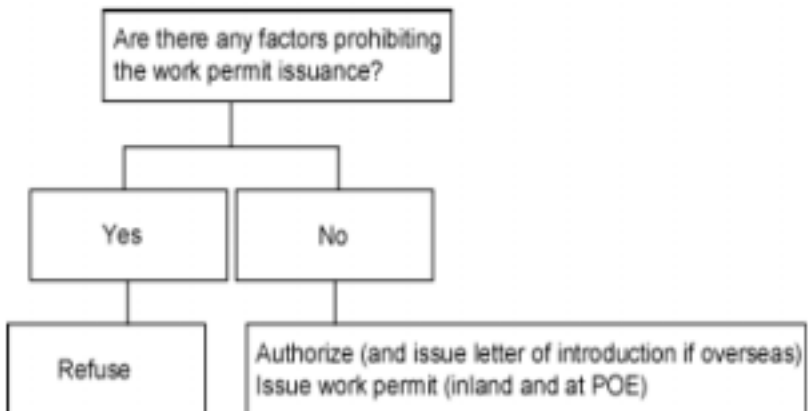 Are there any factors prohibiting
the work permit issuance?
Yes
No
Refuse
Authorize (and issue letter of introduction if overseas)
Issue work permit (inland and at POE)